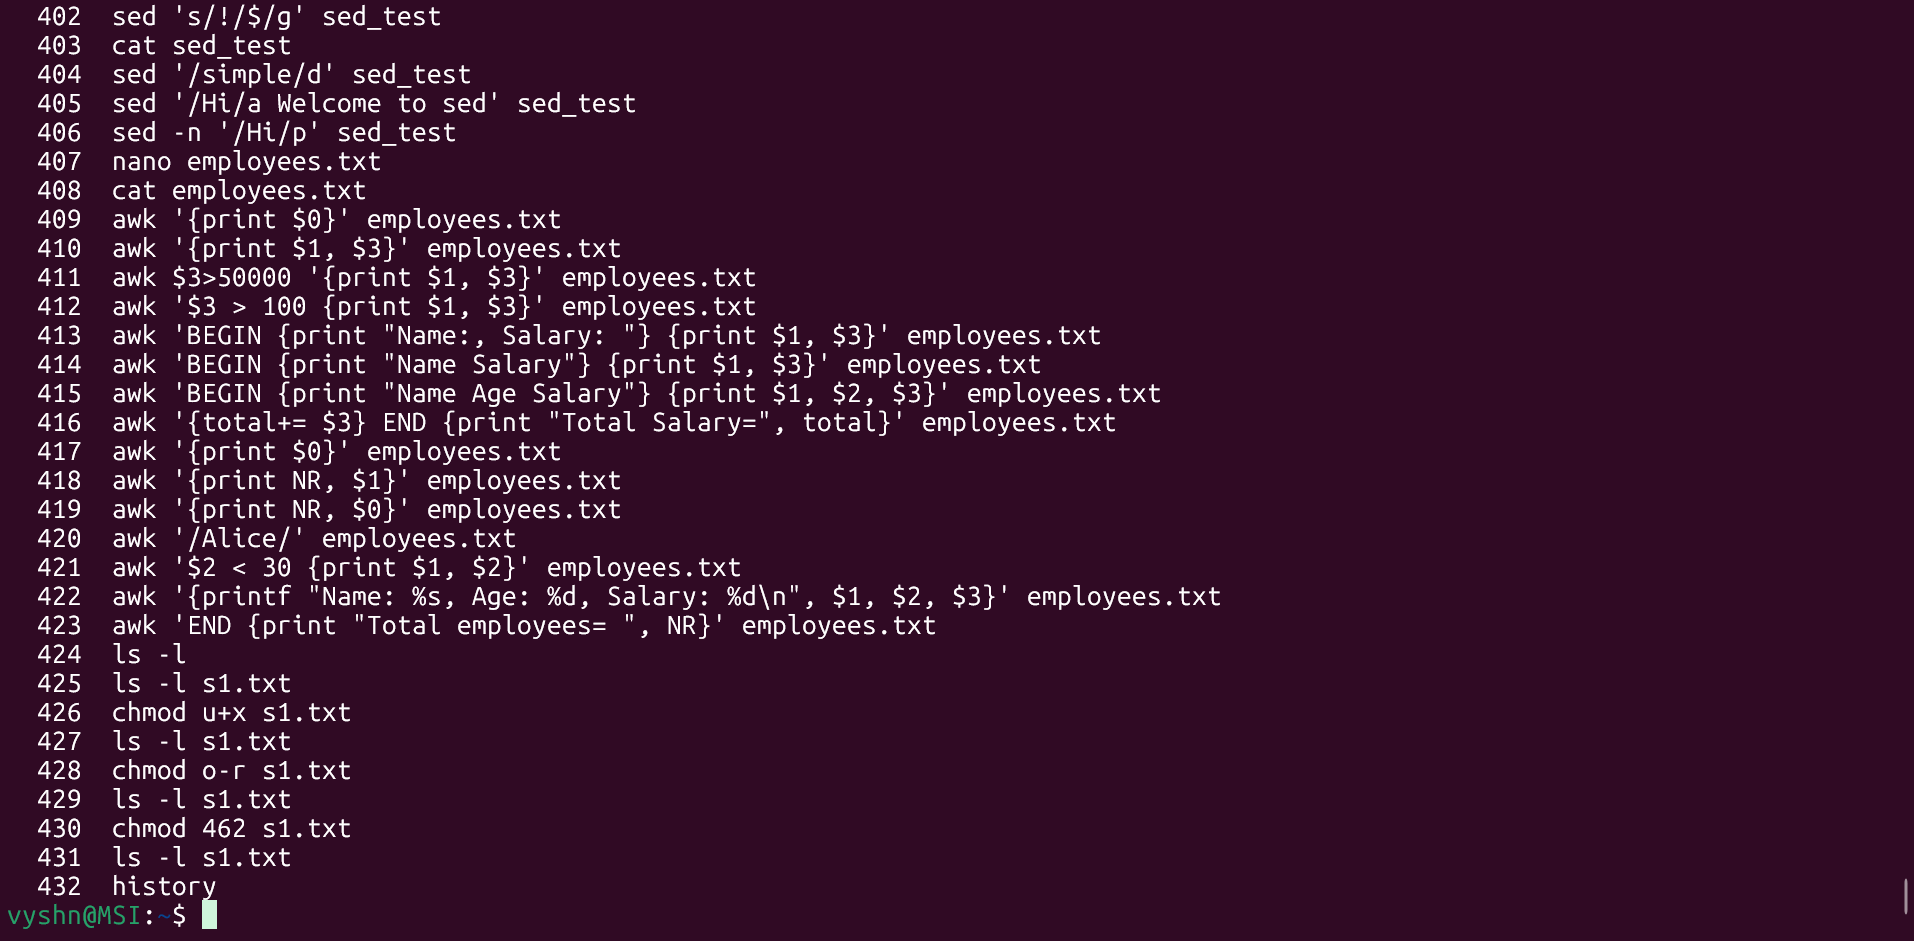 402  sed 's/!/$/g' sed_test
403  cat sed_test
404  sed '/simple/d' sed_test
405  sed '/Hi/a Welcome to sed' sed_test
406  sed -n '/Hi/p' sed_test
407  nano employees.txt
408  cat employees.txt
409  awk '{print $0}' employees.txt
410  awk '{print $1, $3}' employees.txt
411  awk $3>50000 '{print $1, $3}' employees.txt
412  awk '$3 > 100 {print $1, $3}' employees.txt
413  awk 'BEGIN {print "Name:, Salary: "} {print $1, $3}' employees.txt
414  awk 'BEGIN {print "Name Salary"} {print $1, $3}' employees.txt
415  awk 'BEGIN {print "Name Age Salary"} {print $1, $2, $3}' employees.txt
416  awk '{total+= $3} END {print "Total Salary=", total}' employees.txt
417  awk '{print $0}' employees.txt
418  awk '{print NR, $1}' employees.txt
419  awk '{print NR, $0}' employees.txt
420  awk '/Alice/' employees.txt
421  awk '$2 < 30 {print $1, $2}' employees.txt
422  awk '{printf "Name: %s, Age: %d, Salary: %d\n", $1, $2, $3}' employees.txt
423  awk 'END {print "Total employees= ", NR}' employees.txt
424  ls -l
425  ls -l s1.txt
426  chmod u+x s1.txt
427  ls -l s1.txt
428  chmod o-r s1.txt
429  ls -l s1.txt
430  chmod 462 s1.txt
431  ls -l s1.txt
432  history
vyshn@MSI:~$